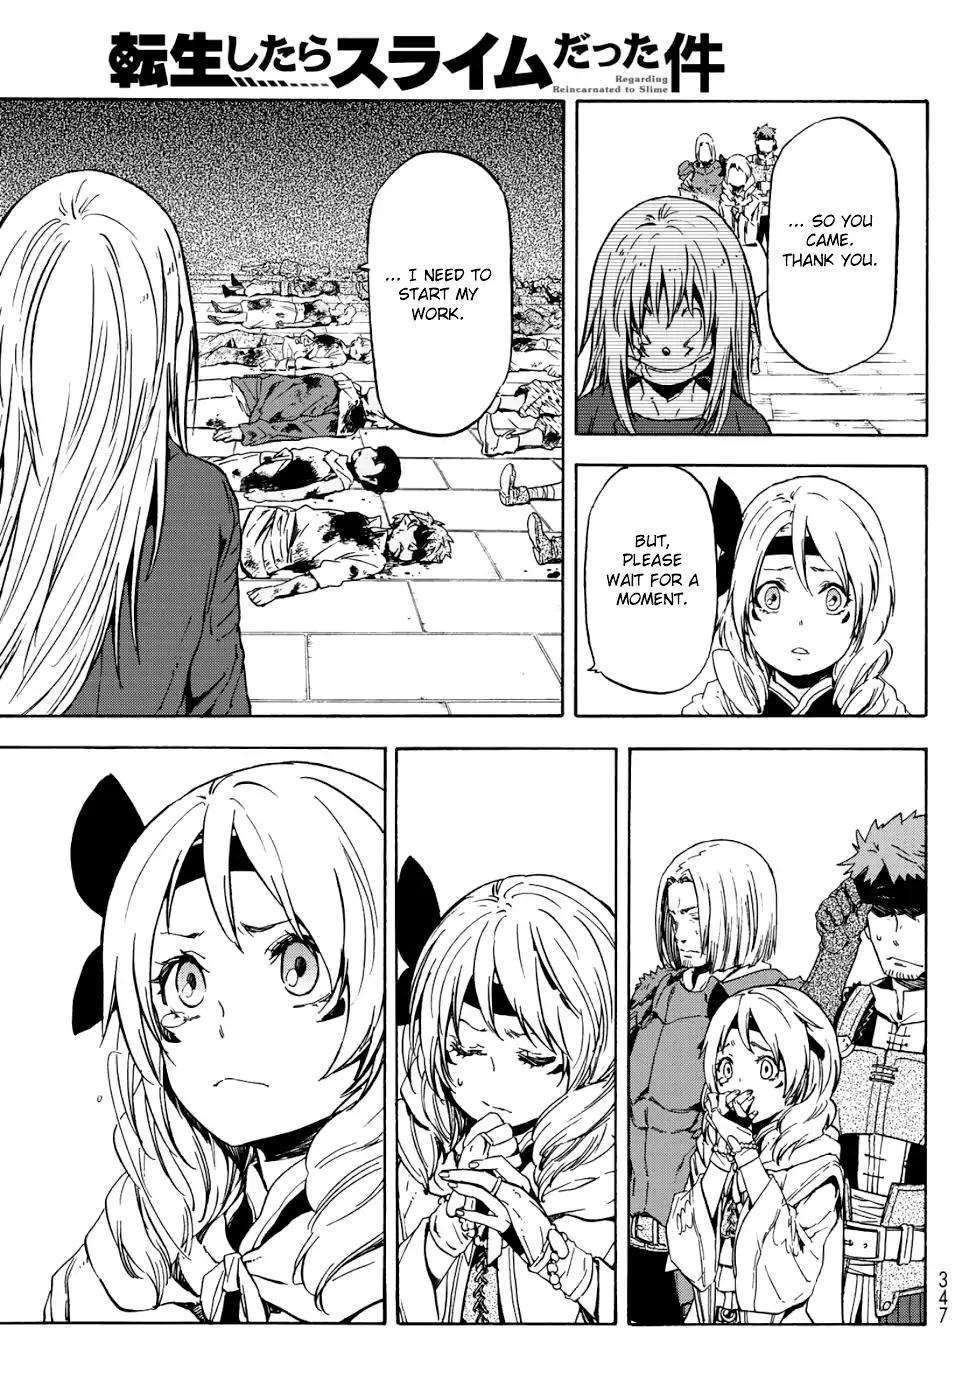 転生したらスライムだった件
Regarding
Reincarnated to Slime
... SO YOU
CAME.
THANK YOU.
BUT,
PLEASE
WAIT FOR A
MOMENT.
... I NEED TO
START MY
WORK.
347